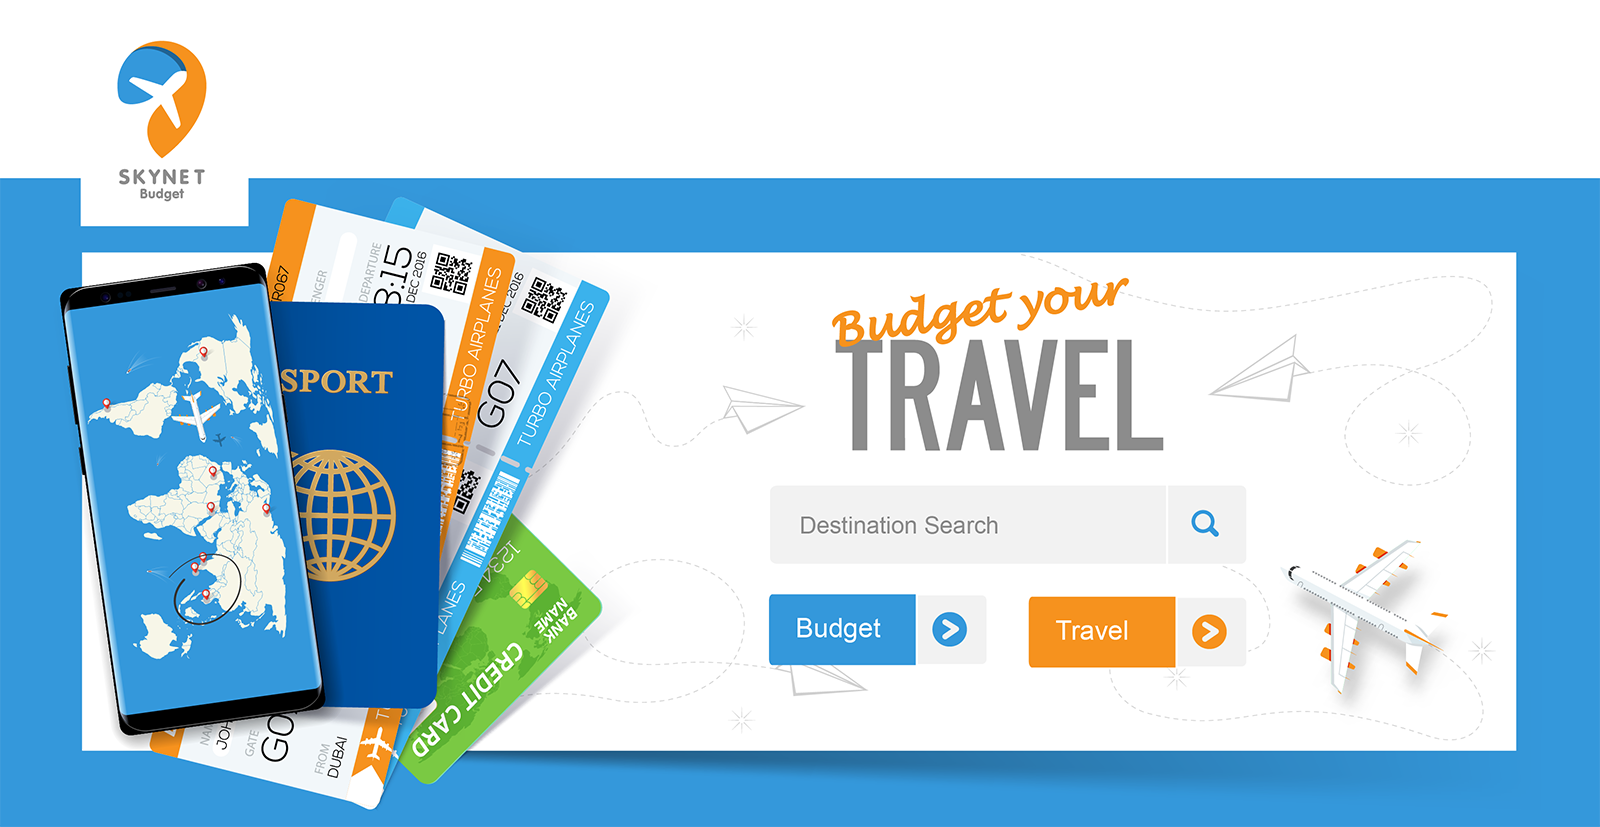 SKYNET
Budget
R067
ENGER
DEPARTURE
8:15
DEC 2016
TURBO AIRPLANES
DEC 2016
G07
TURBO AIRPLANES
SPORT
LANES
1234
BANK
NAME
CREDIT CARD
JOH
GATE
GO
FROM
DUBAI
Budget your
TRAVEL
Destination Search
Budget
Travel